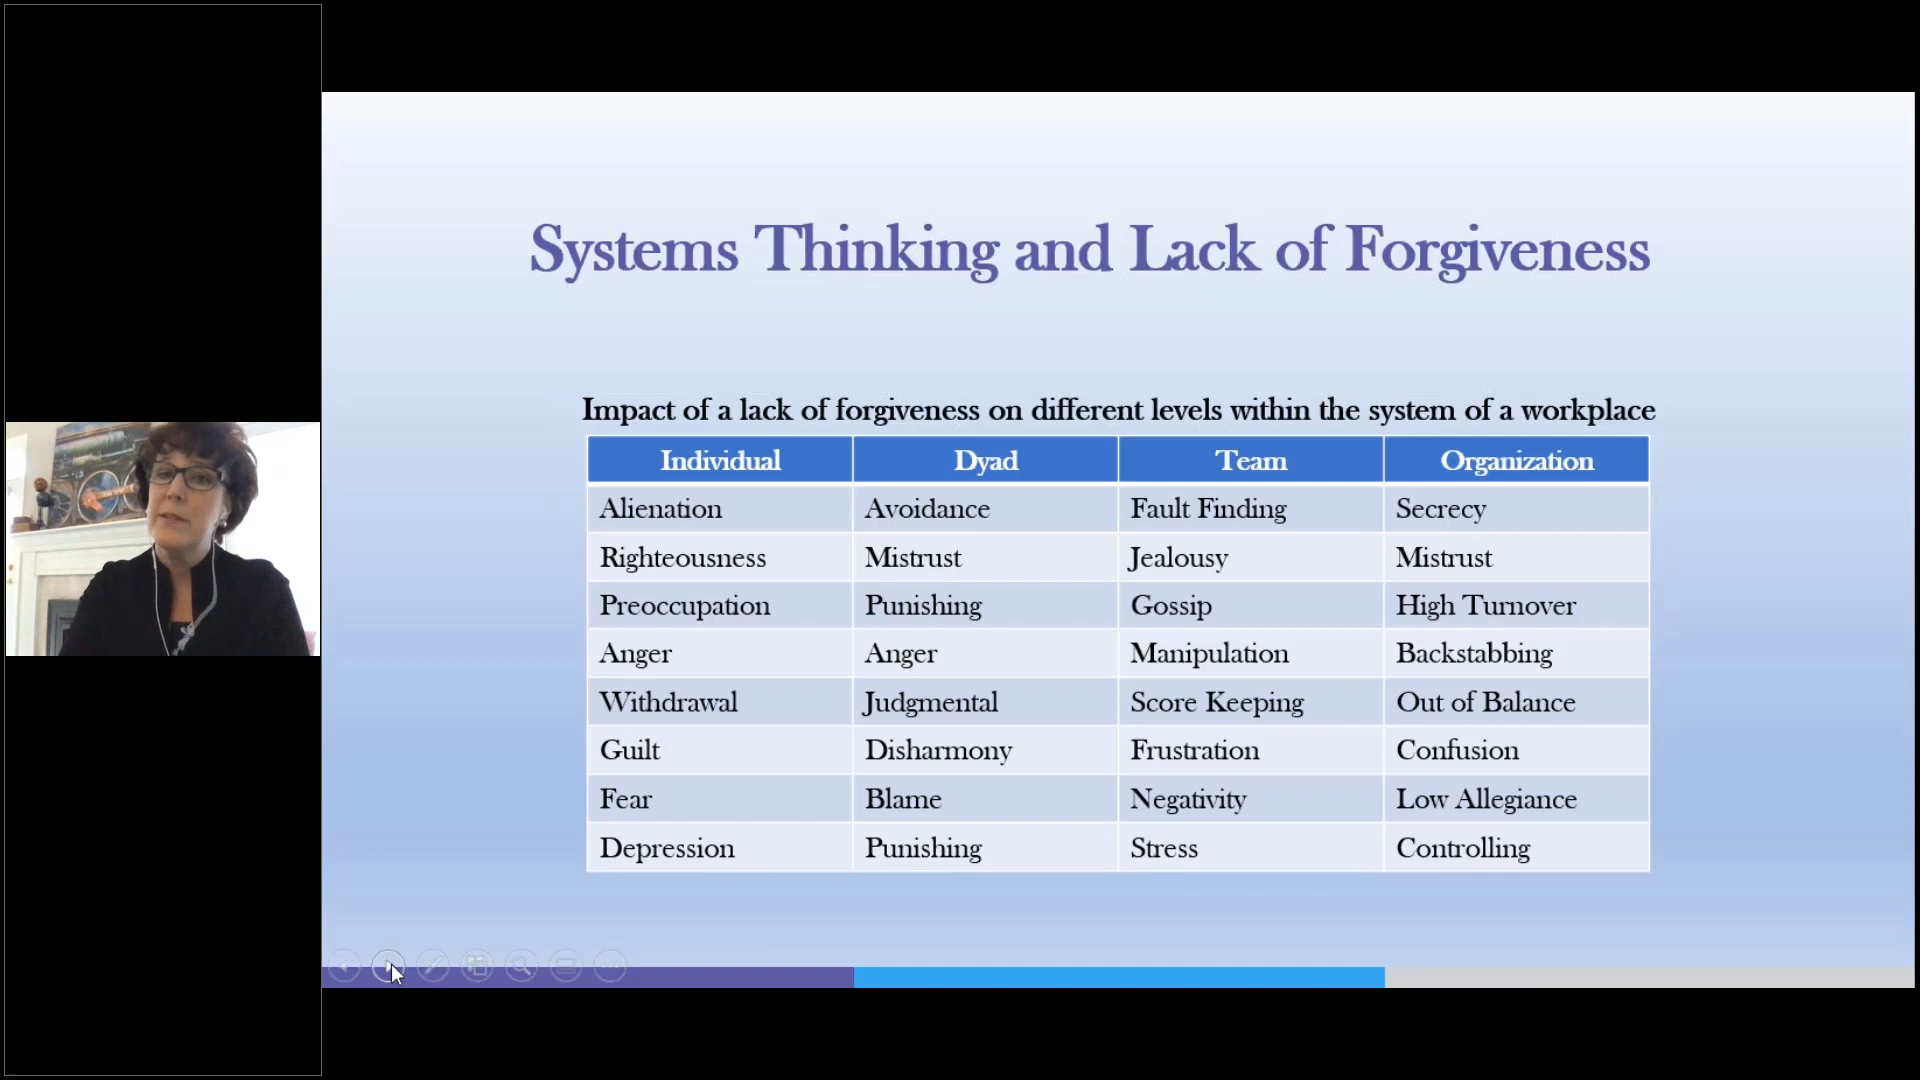 Systems Thinking and Lack of Forgiveness
Impact of a lack of forgiveness on different levels within the system of a workplace
Individual Dyad Team Organization
Alienation Avoidance Fault Finding Secrecy
Righteousness Mistrust Jealousy Mistrust
Preoccupation Punishing Gossip High Turnover
Anger Anger Manipulation Backstabbing
Withdrawal Judgmental Score Keeping Out of Balance
Guilt Disharmony Frustration Confusion
Fear Blame Negativity Low Allegiance
Depression Punishing Stress Controlling